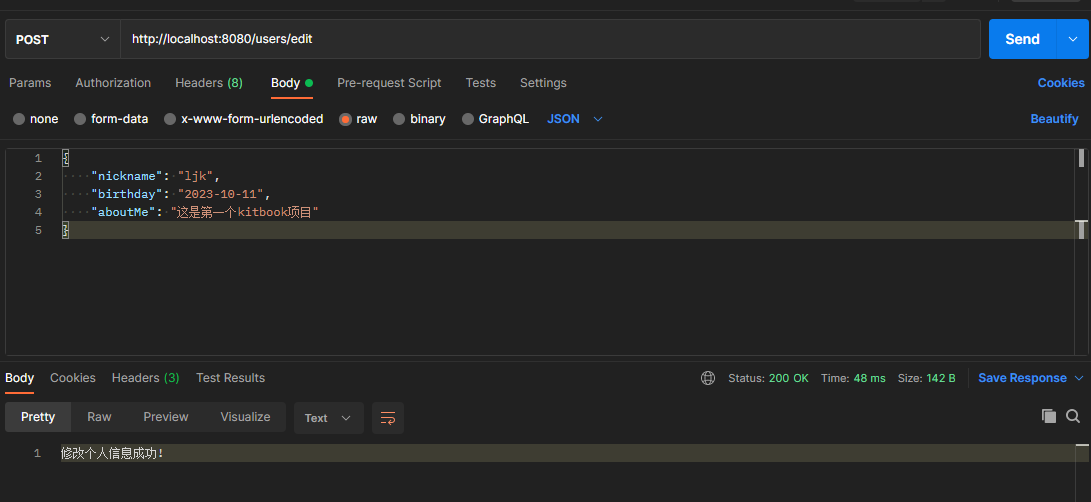 POST http://localhost:8080/users/edit Send
Params Authorization Headers (8) Body Pre-request Script Tests Settings Cookies
none form-data x-www-form-urlencoded raw binary GraphQL JSON Beautify
1 {
2 "nickname": "ljk",
3 "birthday": "2023-10-11",
4 "aboutMe": "这是第一个kitbook项目"
5 }
Body Cookies Headers (3) Test Results Status: 200 OK Time: 48 ms Size: 142 B Save Response
Pretty Raw Preview Visualize Text
1 修改个人信息成功!